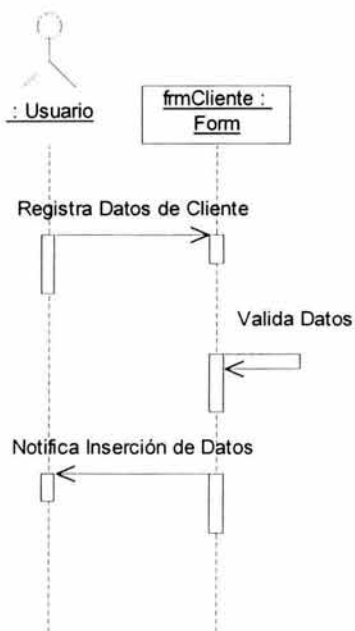 : Usuario
frmCliente :
Form
Registra Datos de Cliente
Valida Datos
Notifica Inserción de Datos